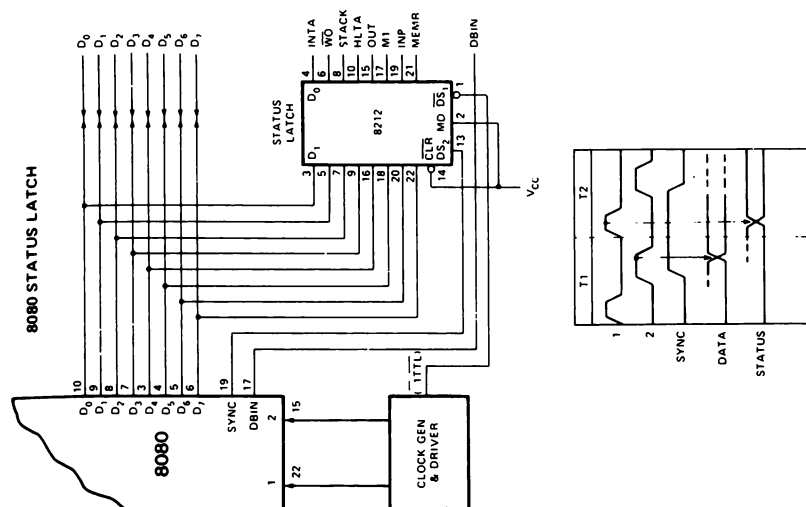 8080 STATUS LATCH
8080
10 D0
9 D1
8 D2
7 D3
3 D4
4 D5
5 D6
6 D7
19 SYNC
17 DBIN
1 2
22 15
CLOCK GEN
& DRIVER
( 1TTL)
D0
D1
D2
D3
D4
D5
D6
D7
STATUS
LATCH
8212
D1 D0
3 4 INTA
5 6 WO
7 8 STACK
9 10 HLTA
16 15 OUT
18 17 M1
20 19 INP
22 21 MEMR
CLR
DS2 MD DS1
14 13 2 1
DBIN
VCC
T1 T2
1
2
SYNC
DATA
STATUS